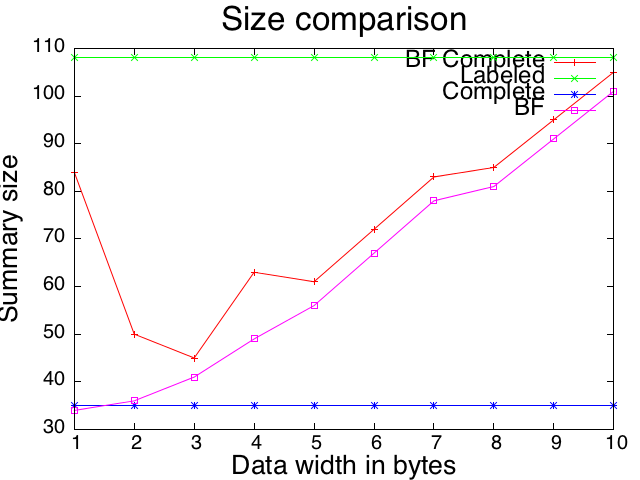 Size comparison
110
100
90
80
70
60
50
40
30
Summary size
BF Complete
Labeled
Complete
BF
1 2 3 4 5 6 7 8 9 10
Data width in bytes